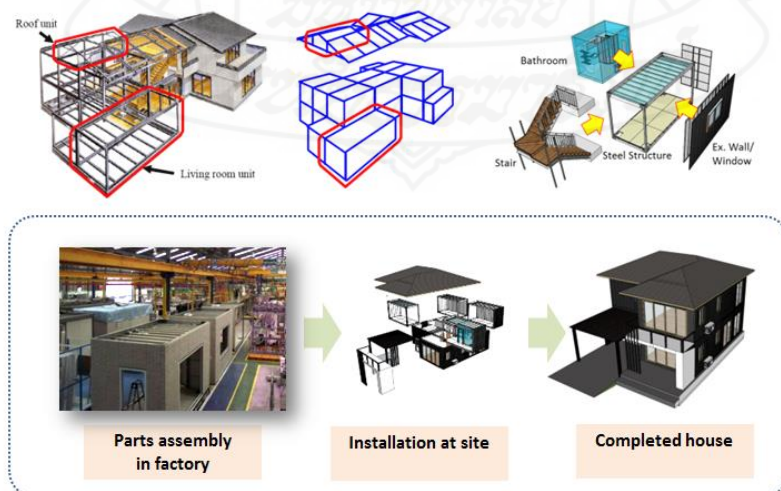 Roof unit
Living room unit
Bathroom
Stair
Steel Structure
Ex. Wall/
Window
Parts assembly
in factory
Installation at site
Completed house